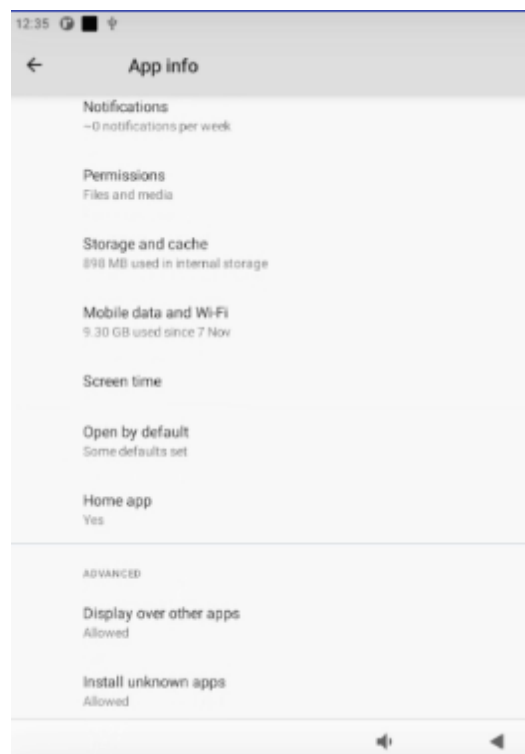 12:35
App info
Notifications
~0 notifications per week
Permissions
Files and media
Storage and cache
898 MB used in internal storage
Mobile data and Wi-Fi
9.30 GB used since 7 Nov
Screen time
Open by default
Some defaults set
Home app
Yes
ADVANCED
Display over other apps
Allowed
Install unknown apps
Allowed